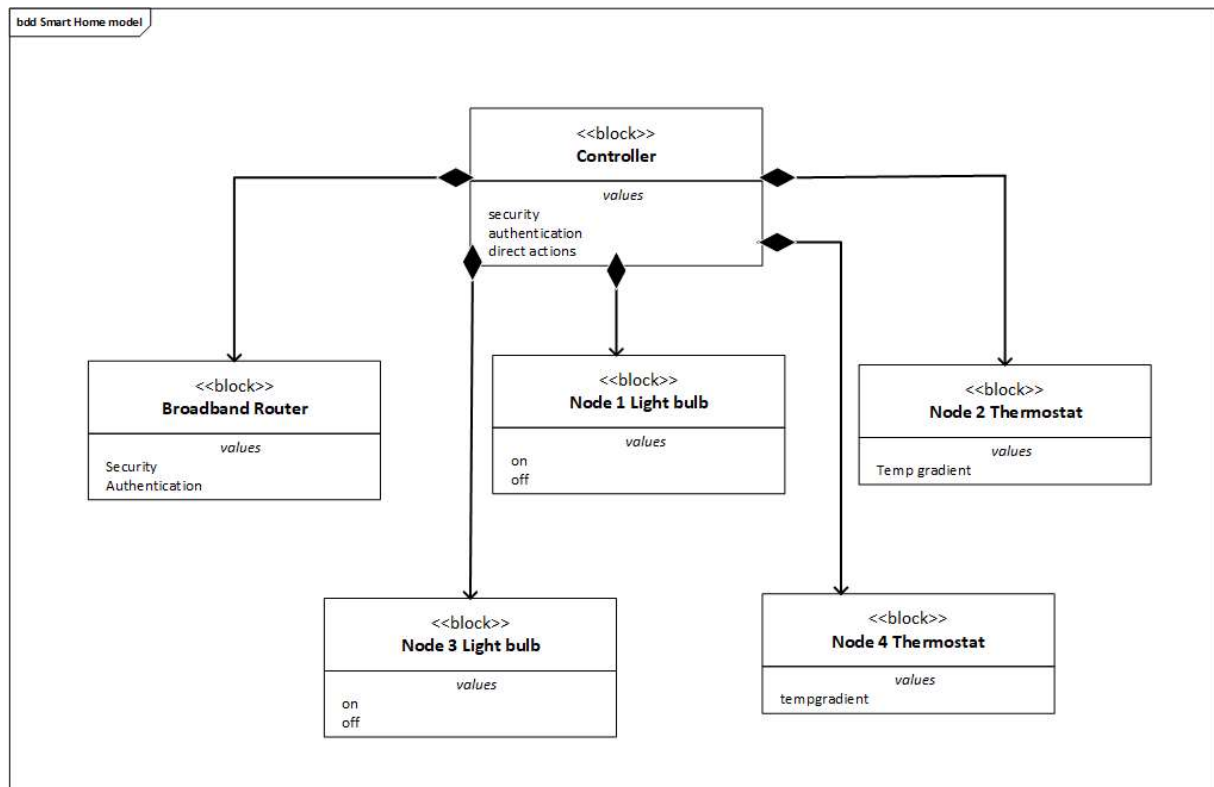 bdd Smart Home model
<<block>>
Controller
values
security
authentication
direct actions
<<block>>
Broadband Router
values
Security
Authentication
<<block>>
Node 1 Light bulb
values
on
off
<<block>>
Node 2 Thermostat
values
Temp gradient
<<block>>
Node 3 Light bulb
values
on
off
<<block>>
Node 4 Thermostat
values
tempgradient